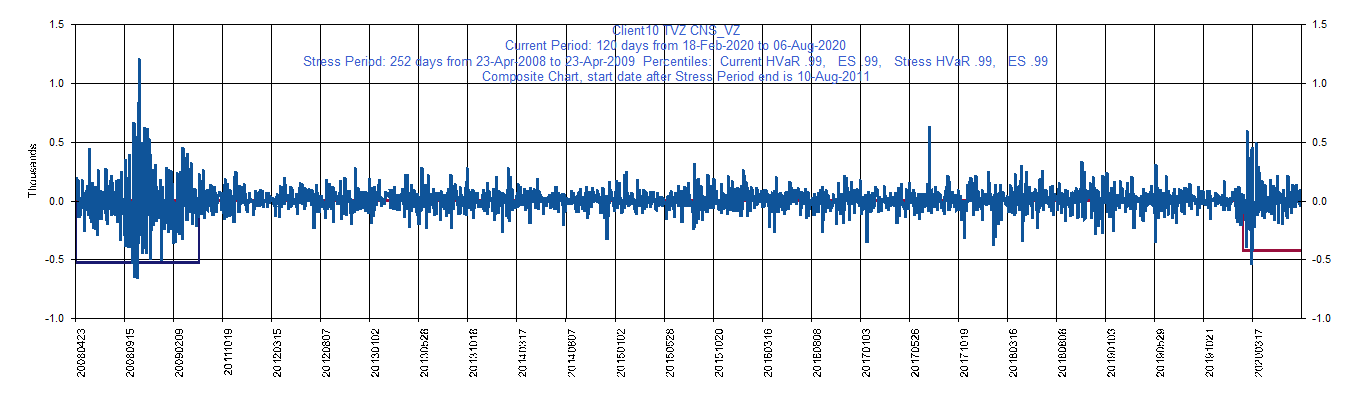 Client10 TVZ CNS_VZ
Current Period: 120 days from 18-Feb-2020 to 06-Aug-2020
Stress Period: 252 days from 23-Apr-2008 to 23-Apr-2009 Percentiles: Current HVaR .99, ES .99, Stress HVaR .99, ES .99
Composite Chart, start date after Stress Period end is 10-Aug-2011
1.5 1.5
1.0 1.0
0.5 0.5
Thousands
0.0 0.0
-0.5 -0.5
-1.0 -1.0
20080423 20080915 20090209 20111019 20120315 20120807 20130102 20130528 20131018 20140317 20140807 20150102 20150528 20151020 20160316 20160808 20170103 20170526 20171019 20180316 20180808 20190103 20190529 20191021 20200317